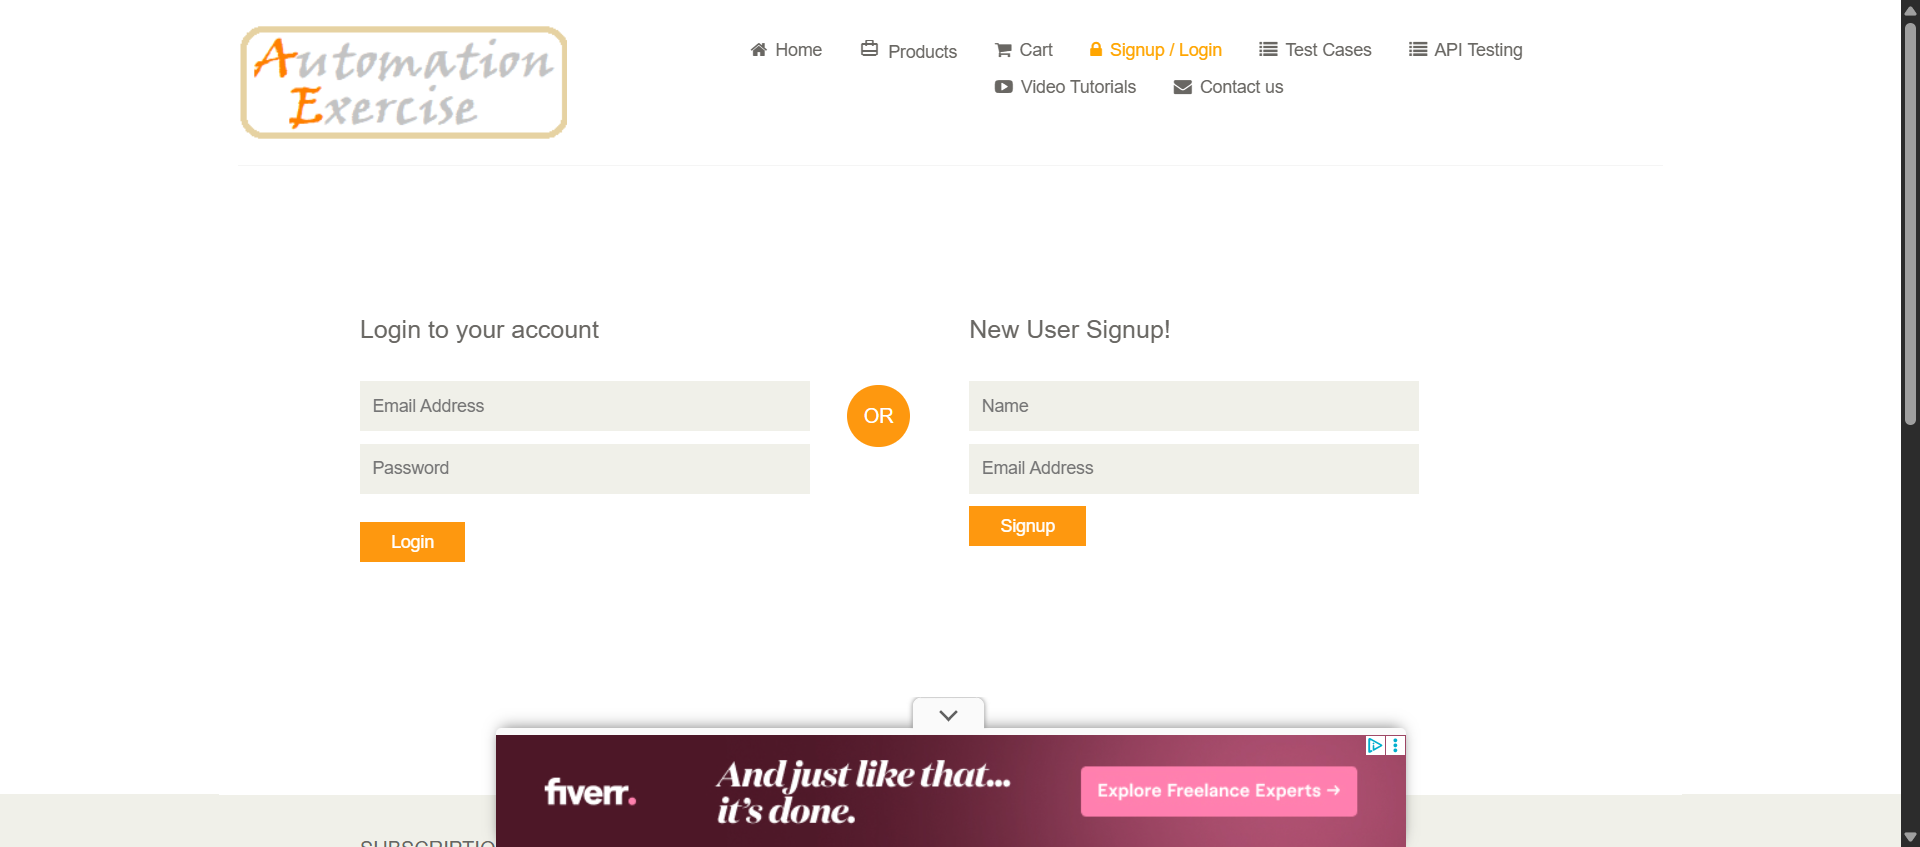 Automation
Exercise
Home
Products
Cart
Signup / Login
Test Cases
API Testing
Video Tutorials
Contact us
Login to your account
Email Address
Password
Login
OR
New User Signup!
Name
Email Address
Signup
fiverr.
And just like that...
it's done.
Explore Freelance Experts →